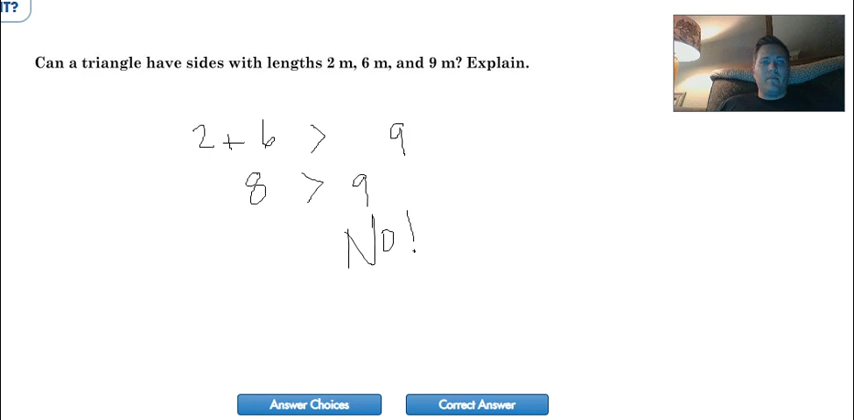 IT?
Can a triangle have sides with lengths 2 m, 6 m, and 9 m? Explain.
2 + 6 > 9
8 > 9
No!
Answer Choices Correct Answer